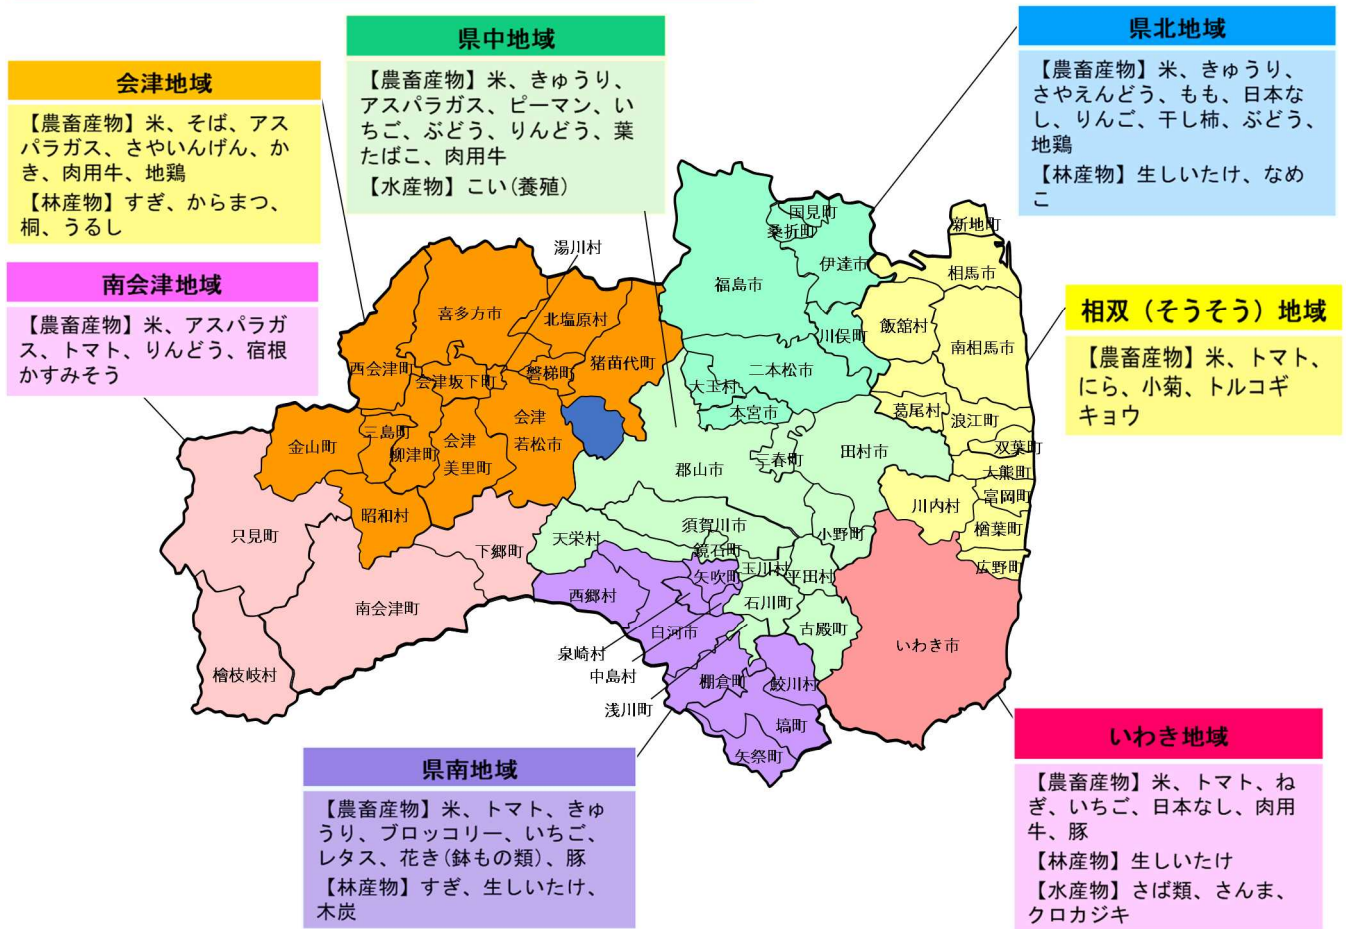 県中地域
【農畜産物】米、きゅうり、
アスパラガス、ピーマン、い
ちご、ぶどう、りんどう、葉
たばこ、肉用牛
【水産物】こい(養殖)
県北地域
【農畜産物】米、きゅうり、
さやえんどう、もも、日本な
し、りんご、干し柿、ぶどう、
地鶏
【林産物】生しいたけ、なめ
こ
会津地域
【農畜産物】米、そば、アス
パラガス、さやいんげん、か
き、肉用牛、地鶏
【林産物】すぎ、からまつ、
桐、うるし
南会津地域
【農畜産物】米、アスパラガ
ス、トマト、りんどう、宿根
かすみそう
相双（そうそう）地域
【農畜産物】米、トマト、
にら、小菊、トルコギ
キョウ
国見町
桑折町
新地町
湯川村
福島市
伊達市
相馬市
喜多方市
北塩原村
飯舘村
川俣町
南相馬市
西会津町
会津坂下町
磐梯町
猪苗代町
大玉村
二本松市
本宮市
葛尾村
浪江町
金山町
三島町
柳津町
会津
美里町
会津
若松市
郡山市
三春町
田村市
双葉町
大熊町
富岡町
川内村
楢葉町
広野町
昭和村
只見町
下郷町
天栄村
須賀川市
鏡石町
小野町
南会津町
西郷村
矢吹町
玉川村
平田村
石川町
古殿町
いわき市
檜枝岐村
泉崎村
白河市
中島村
浅川町
棚倉町
鮫川村
塙町
矢祭町
県南地域
【農畜産物】米、トマト、きゅ
うり、ブロッコリー、いちご、
レタス、花き(鉢もの類)、豚
【林産物】すぎ、生しいたけ、
木炭
いわき地域
【農畜産物】米、トマト、ね
ぎ、いちご、日本なし、肉用
牛、豚
【林産物】生しいたけ
【水産物】さば類、さんま、
クロカジキ